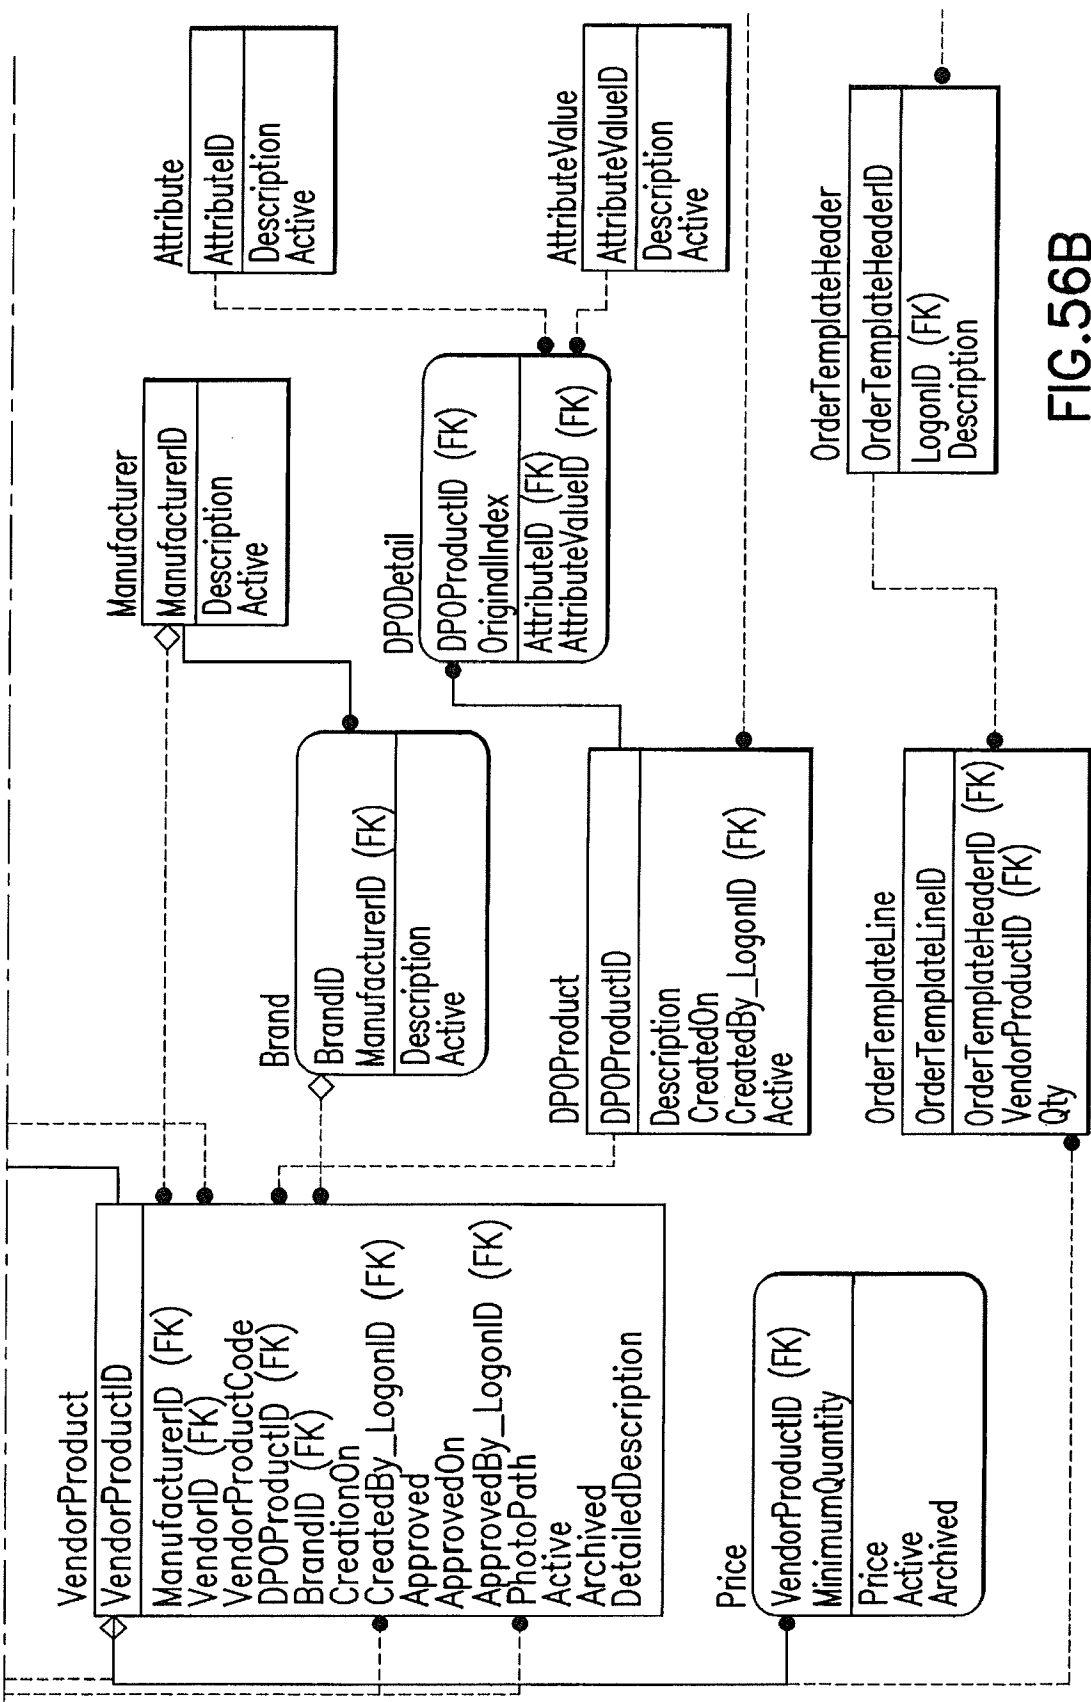 VendorProduct
VendorProductID
ManufacturerID (FK)
VendorID (FK)
VendorProductCode
DPOProductID (FK)
BrandID (FK)
CreationOn
CreatedBy_LogonID (FK)
Approved
ApprovedOn
ApprovedBy_LogonID (FK)
PhotoPath
Active
Archived
DetailedDescription
Price
VendorProductID (FK)
MinimumQuantity
Price
Active
Archived
Brand
BrandID
ManufacturerID (FK)
Description
Active
DPOProduct
DPOProductID
Description
CreatedOn
CreatedBy_LogonID (FK)
Active
OrderTemplateLine
OrderTemplateLineID
OrderTemplateHeaderID (FK)
VendorProductID (FK)
Qty
Manufacturer
ManufacturerID
Description
Active
DPODetail
DPOProductID (FK)
OriginalIndex
AttributeID (FK)
AttributeValueID (FK)
Attribute
AttributeID
Description
Active
AttributeValue
AttributeValueID
Description
Active
OrderTemplateHeader
OrderTemplateHeaderID
LogonID (FK)
Description
FIG.56B